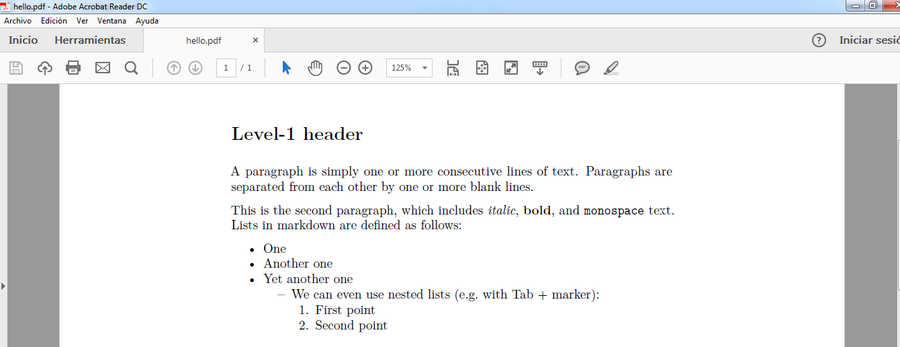 hello.pdf - Adobe Acrobat Reader DC
Archivo Edición Ver Ventana Ayuda
Inicio Herramientas hello.pdf × ? Iniciar sesió
1 / 1 125%
Level-1 header
A paragraph is simply one or more consecutive lines of text. Paragraphs are
separated from each other by one or more blank lines.
This is the second paragraph, which includes italic, bold, and monospace text.
Lists in markdown are defined as follows:
• One
• Another one
• Yet another one
– We can even use nested lists (e.g. with Tab + marker):
1. First point
2. Second point